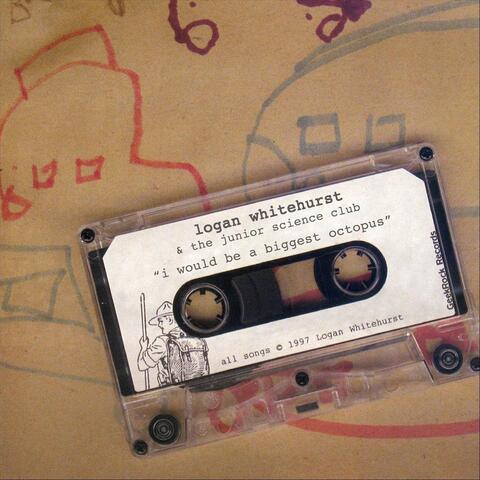 logan whitehurst
& the junior science club
“i would be a biggest octopus”
GeekRock Records
all songs © 1997 Logan Whitehurst